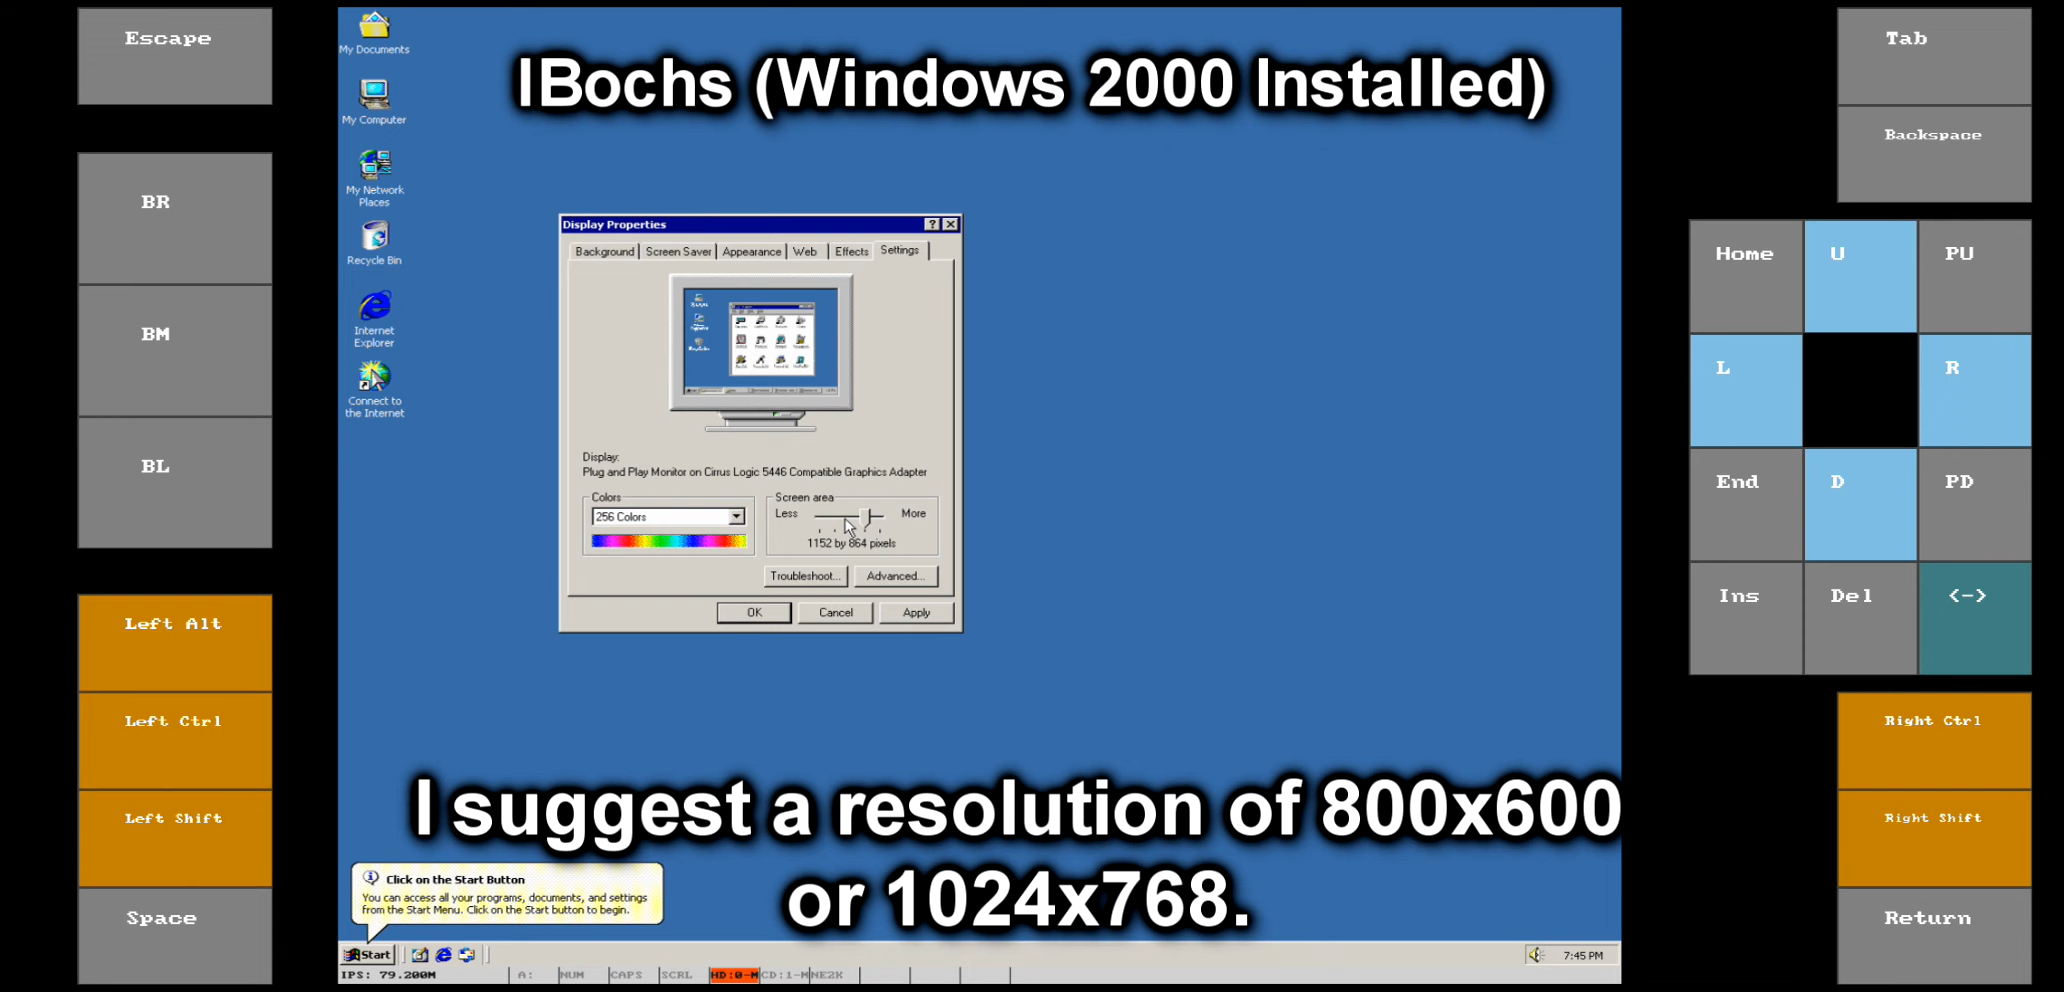 Escape
BR
BM
BL
Left Alt
Left Ctrl
Left Shift
Space
My Documents
My Computer
My Network
Places
Recycle Bin
Internet
Explorer
Connect to
the Internet
IBochs (Windows 2000 Installed)
Display Properties
Background Screen Saver Appearance Web Effects Settings
Display:
Plug and Play Monitor on Cirrus Logic 5446 Compatible Graphics Adapter
Colors
256 Colors
Screen area
Less More
1152 by 864 pixels
Troubleshoot... Advanced...
OK Cancel Apply
I suggest a resolution of 800x600
or 1024x768.
Click on the Start Button
You can access all your programs, documents, and settings
from the Start Menu. Click on the Start button to begin.
Start
7:45 PM
IPS: 79.200M A: NUM CAPS SCRL HD:0-M CD:1-M NE2K
Tab
Backspace
Home U PU
L R
End D PD
Ins Del <->
Right Ctrl
Right Shift
Return